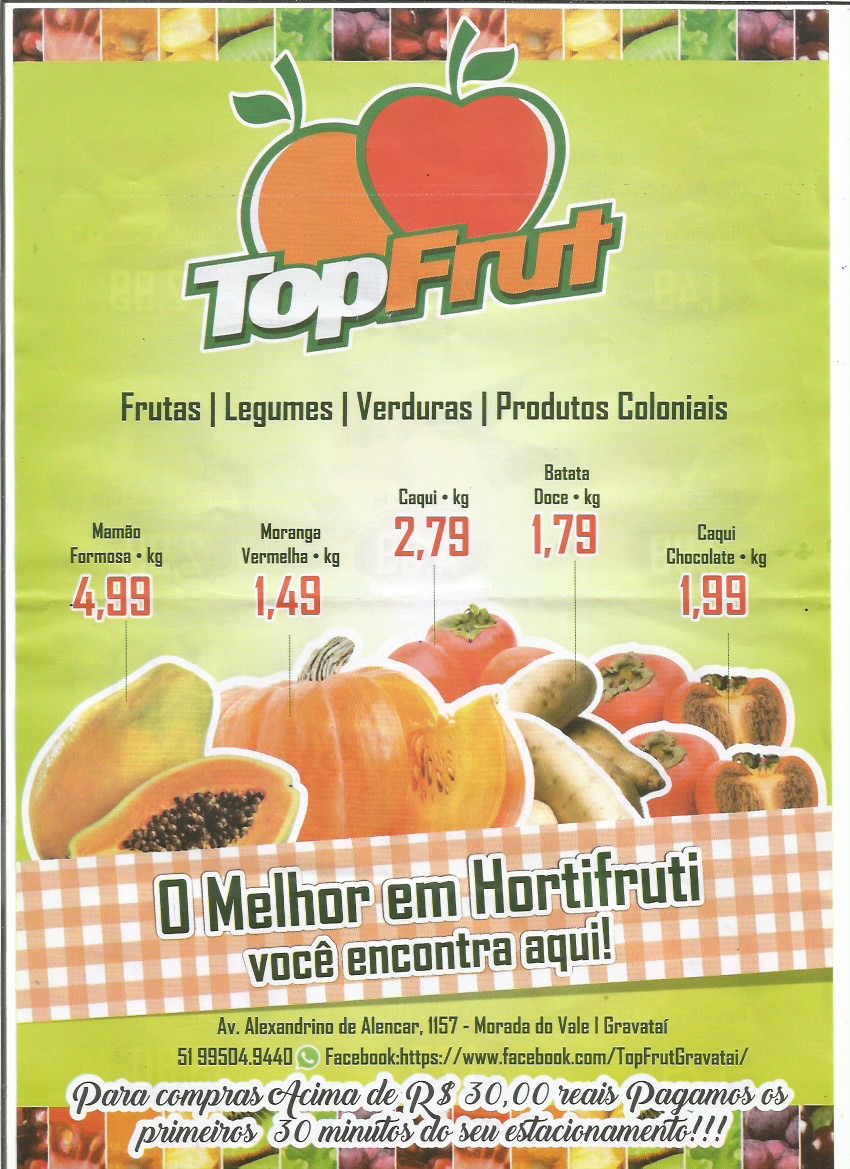 TopFrut
Frutas | Legumes | Verduras | Produtos Coloniais
Mamão
Formosa • kg
4,99
Moranga
Vermelha • kg
1,49
Caqui • kg
2,79
Batata
Doce • kg
1,79
Caqui
Chocolate • kg
1,99
O Melhor em Hortifruti
você encontra aqui!
Av. Alexandrino de Alencar, 1157 - Morada do Vale | Gravataí
51 99504.9440 Facebook:https://www.facebook.com/TopFrutGravatai/
Para compras Acima de R$ 30,00 reais Pagamos os
primeiros 30 minutos do seu estacionamento!!!